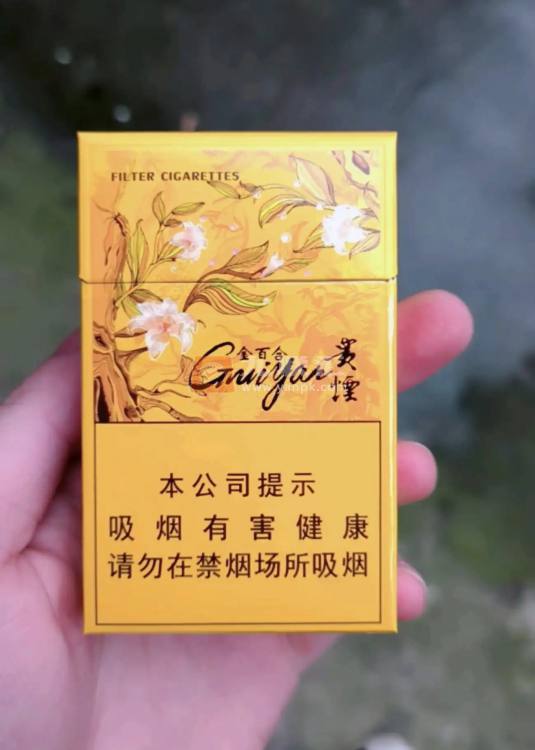 FILTER CIGARETTES
金百合
GuiYan
贵烟
本公司提示
吸烟有害健康
请勿在禁烟场所吸烟